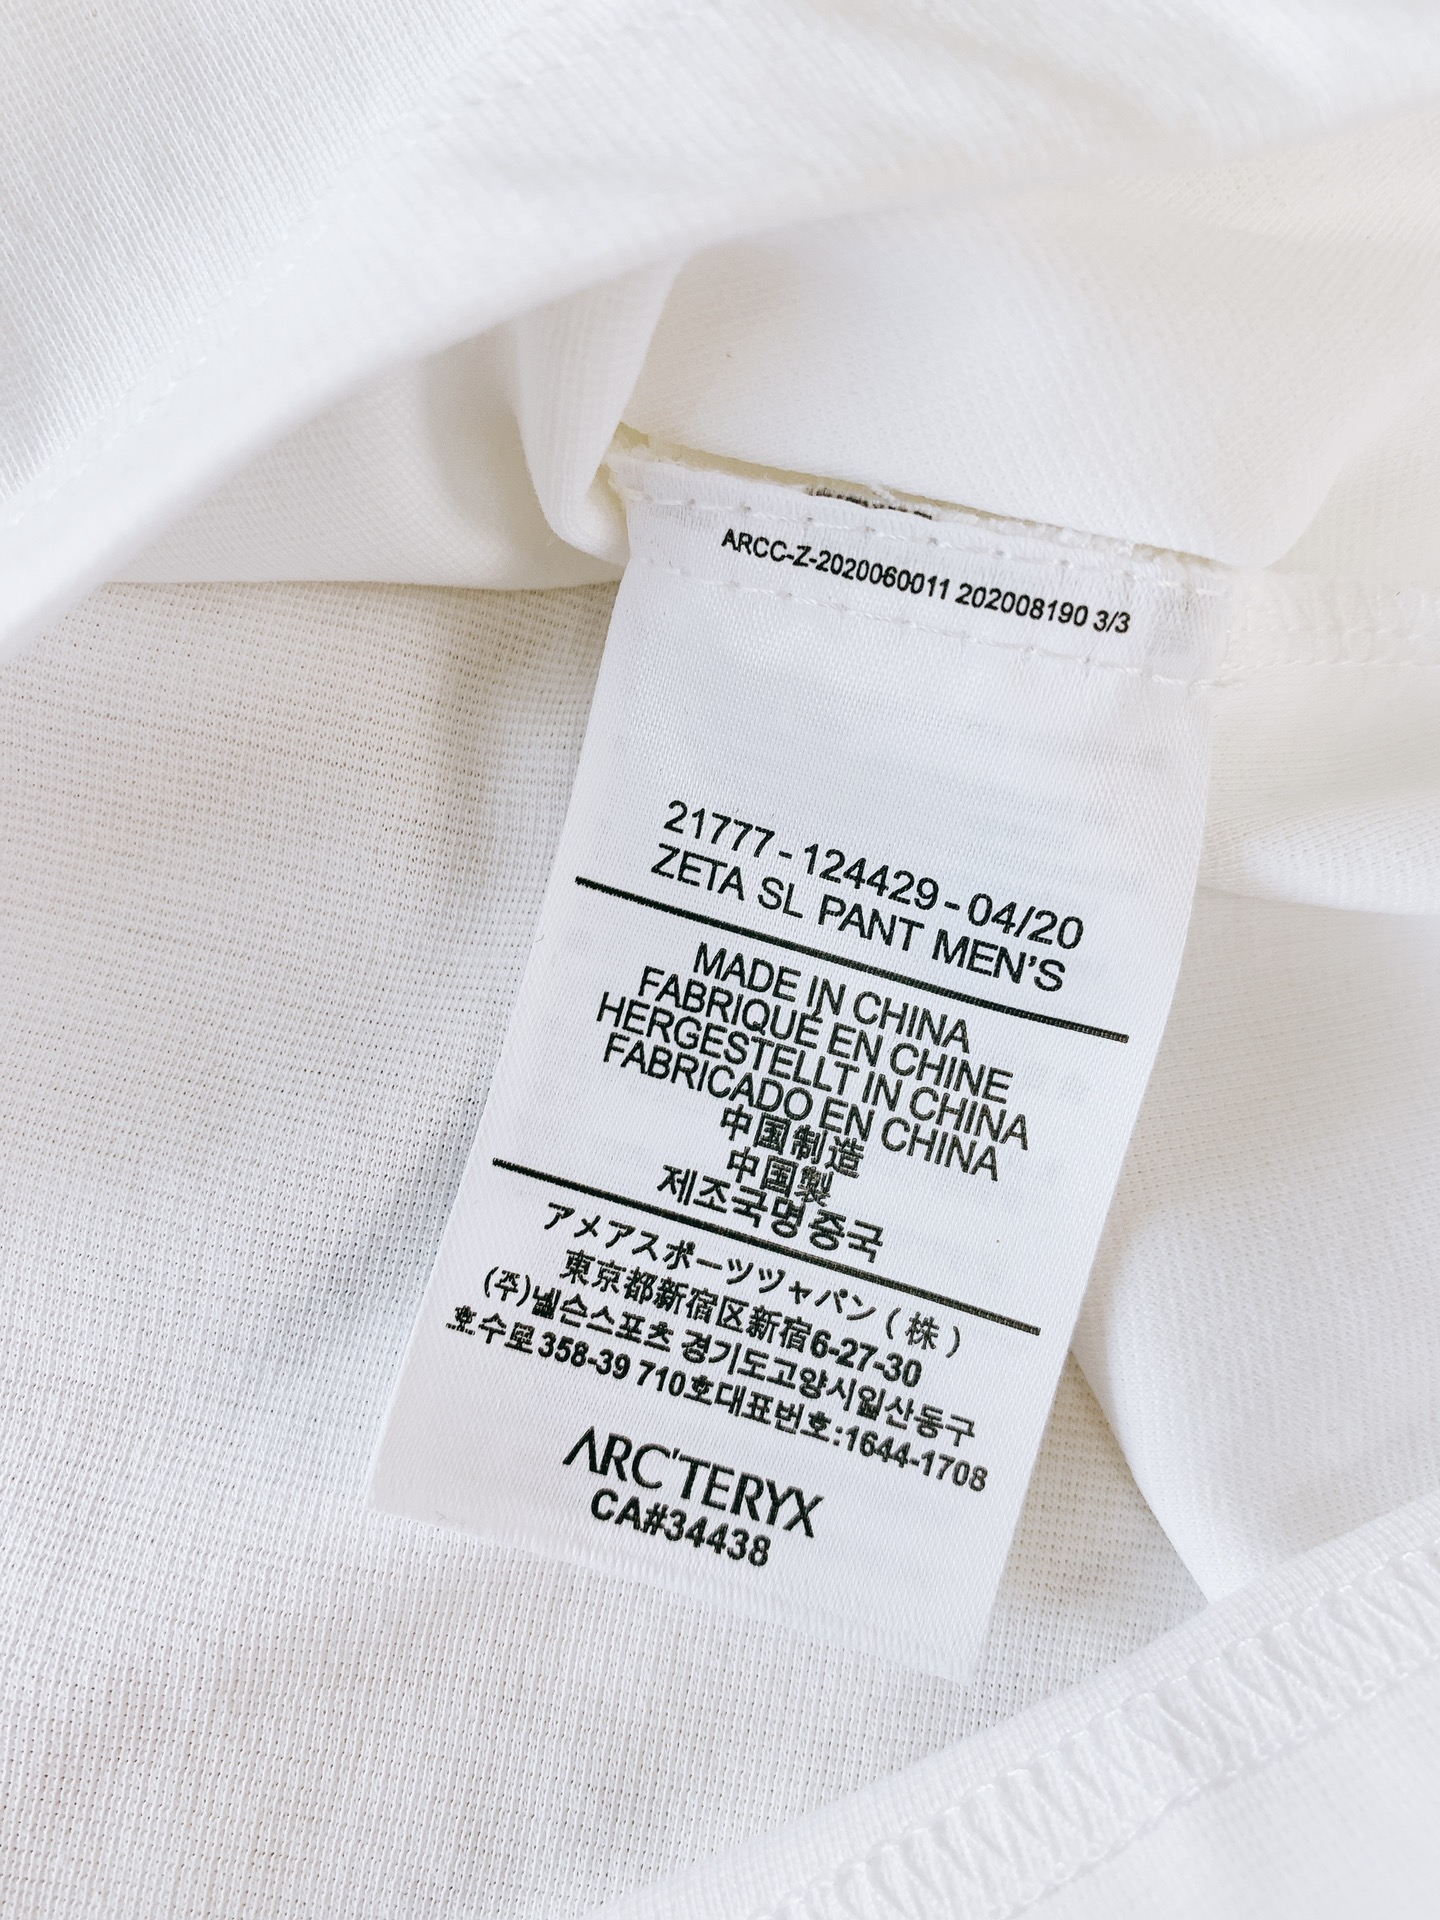 ARCC-Z-2020060011 202008190 3/3
21777-124429-04/20
ZETA SL PANT MEN'S
MADE IN CHINA
FABRIQUÉ EN CHINE
HERGESTELLT IN CHINA
FABRICADO EN CHINA
中国制造
中国製
제조국명 중국
アメアスポーツツャパン ( 株 )
東京都新宿区新宿6-27-30
(주)넬슨스포츠 경기도고양시일산동구
호수로358-39 710호대표번호:1644-1708
ARC'TERYX
CA#34438